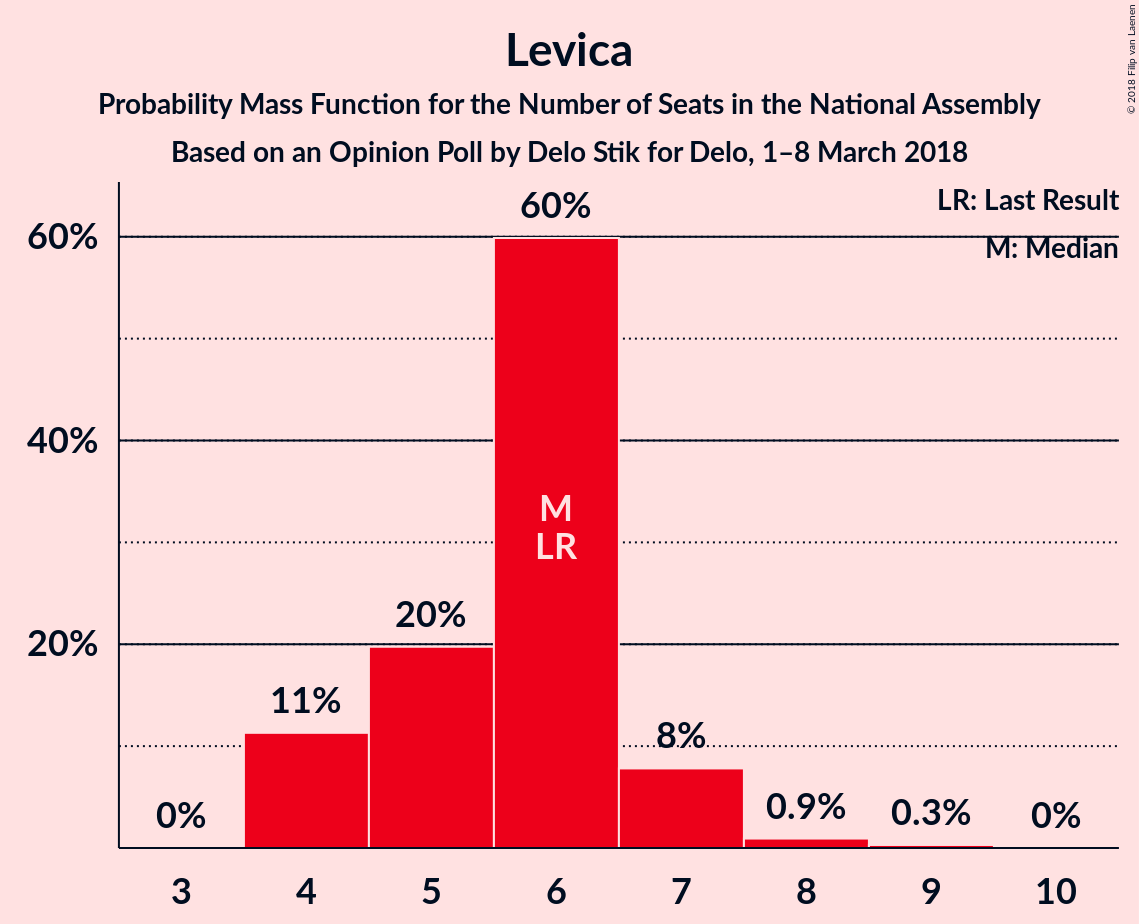 Levica
Probability Mass Function for the Number of Seats in the National Assembly
Based on an Opinion Poll by Delo Stik for Delo, 1–8 March 2018
© 2018 Filip van Laenen
LR: Last Result
M: Median
60%
40%
20%
0%
11%
20%
60%
M
LR
8%
0.9%
0.3%
0%
3 4 5 6 7 8 9 10